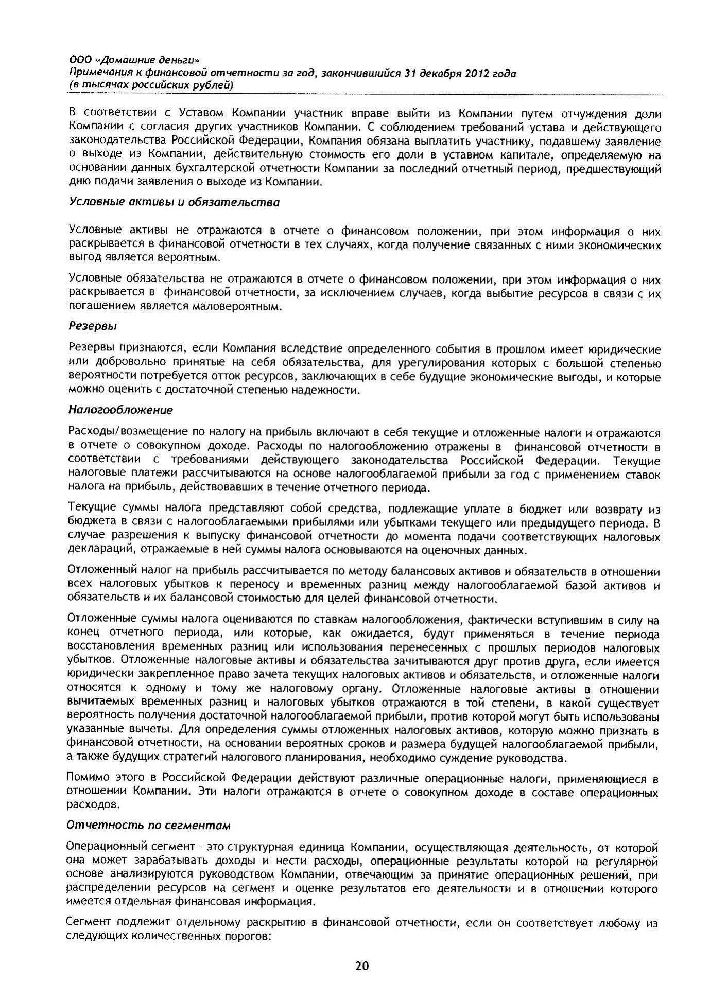 ООО «Домашние деньги»
Примечания к финансовой отчетности за год, закончившийся 31 декабря 2012 года
(в тысячах российских рублей)
В соответствии с Уставом Компании участник вправе выйти из Компании путем отчуждения доли
Компании с согласия других участников Компании. С соблюдением требований устава и действующего
законодательства Российской Федерации, Компания обязана выплатить участнику, подавшему заявление
о выходе из Компании, действительную стоимость его доли в уставном капитале, определяемую на
основании данных бухгалтерской отчетности Компании за последний отчетный период, предшествующий
дню подачи заявления о выходе из Компании.
Условные активы и обязательства
Условные активы не отражаются в отчете о финансовом положении, при этом информация о них
раскрывается в финансовой отчетности в тех случаях, когда получение связанных с ними экономических
выгод является вероятным.
Условные обязательства не отражаются в отчете о финансовом положении, при этом информация о них
раскрывается в финансовой отчетности, за исключением случаев, когда выбытие ресурсов в связи с их
погашением является маловероятным.
Резервы
Резервы признаются, если Компания вследствие определенного события в прошлом имеет юридические
или добровольно принятые на себя обязательства, для урегулирования которых с большой степенью
вероятности потребуется отток ресурсов, заключающих в себе будущие экономические выгоды, и которые
можно оценить с достаточной степенью надежности.
Налогообложение
Расходы/возмещение по налогу на прибыль включают в себя текущие и отложенные налоги и отражаются
в отчете о совокупном доходе. Расходы по налогообложению отражены в финансовой отчетности в
соответствии с требованиями действующего законодательства Российской Федерации. Текущие
налоговые платежи рассчитываются на основе налогооблагаемой прибыли за год с применением ставок
налога на прибыль, действовавших в течение отчетного периода.
Текущие суммы налога представляют собой средства, подлежащие уплате в бюджет или возврату из
бюджета в связи с налогооблагаемыми прибылями или убытками текущего или предыдущего периода. В
случае разрешения к выпуску финансовой отчетности до момента подачи соответствующих налоговых
деклараций, отражаемые в ней суммы налога основываются на оценочных данных.
Отложенный налог на прибыль рассчитывается по методу балансовых активов и обязательств в отношении
всех налоговых убытков к переносу и временных разниц между налогооблагаемой базой активов и
обязательств и их балансовой стоимостью для целей финансовой отчетности.
Отложенные суммы налога оцениваются по ставкам налогообложения, фактически вступившим в силу на
конец отчетного периода, или которые, как ожидается, будут применяться в течение периода
восстановления временных разниц или использования перенесенных с прошлых периодов налоговых
убытков. Отложенные налоговые активы и обязательства зачитываются друг против друга, если имеется
юридически закрепленное право зачета текущих налоговых активов и обязательств, и отложенные налоги
относятся к одному и тому же налоговому органу. Отложенные налоговые активы в отношении
вычитаемых временных разниц и налоговых убытков отражаются в той степени, в какой существует
вероятность получения достаточной налогооблагаемой прибыли, против которой могут быть использованы
указанные вычеты. Для определения суммы отложенных налоговых активов, которую можно признать в
финансовой отчетности, на основании вероятных сроков и размера будущей налогооблагаемой прибыли,
а также будущих стратегий налогового планирования, необходимо суждение руководства.
Помимо этого в Российской Федерации действуют различные операционные налоги, применяющиеся в
отношении Компании. Эти налоги отражаются в отчете о совокупном доходе в составе операционных
расходов.
Отчетность по сегментам
Операционный сегмент - это структурная единица Компании, осуществляющая деятельность, от которой
она может зарабатывать доходы и нести расходы, операционные результаты которой на регулярной
основе анализируются руководством Компании, отвечающим за принятие операционных решений, при
распределении ресурсов на сегмент и оценке результатов его деятельности и в отношении которого
имеется отдельная финансовая информация.
Сегмент подлежит отдельному раскрытию в финансовой отчетности, если он соответствует любому из
следующих количественных порогов:
20